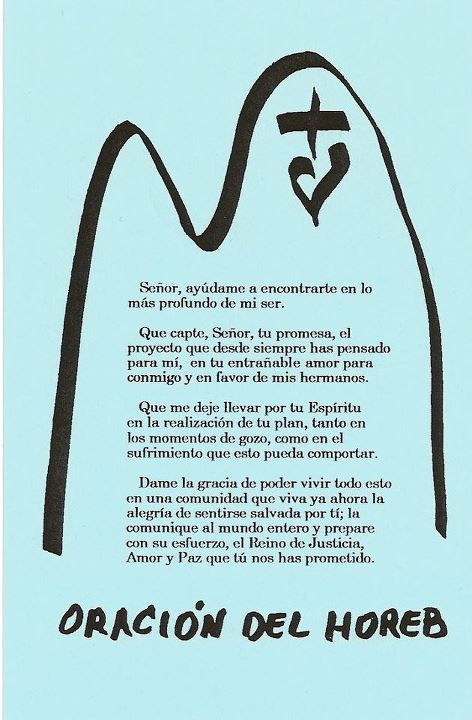 Señor, ayúdame a encontrarte en lo
más profundo de mi ser.
Que capte, Señor, tu promesa, el
proyecto que desde siempre has pensado
para mí, en tu entrañable amor para
conmigo y en favor de mis hermanos.
Que me deje llevar por tu Espíritu
en la realización de tu plan, tanto en
los momentos de gozo, como en el
sufrimiento que esto pueda comportar.
Dame la gracia de poder vivir todo esto
en una comunidad que viva ya ahora la
alegría de sentirse salvada por tí; la
comunique al mundo entero y prepare
con su esfuerzo, el Reino de Justicia,
Amor y Paz que tú nos has prometido.
ORACIÓN DEL HOREB